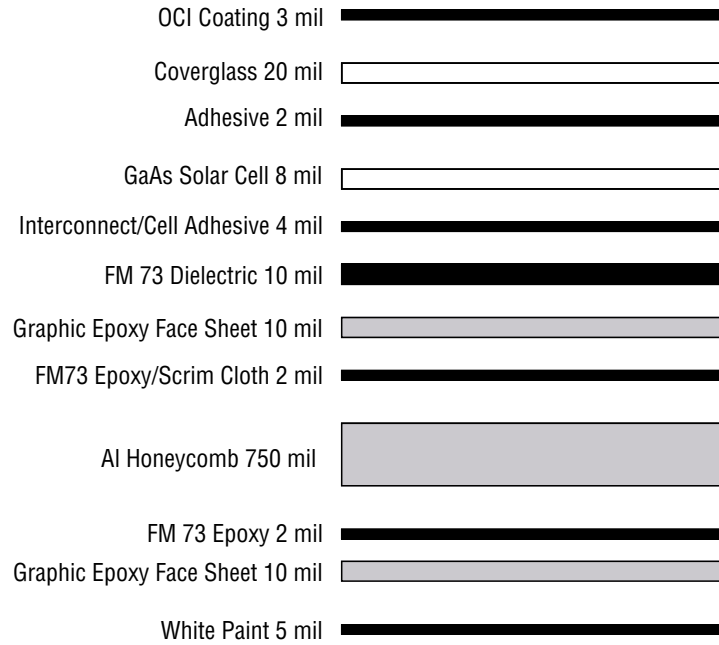 OCI Coating 3 mil
Coverglass 20 mil
Adhesive 2 mil
GaAs Solar Cell 8 mil
Interconnect/Cell Adhesive 4 mil
FM 73 Dielectric 10 mil
Graphic Epoxy Face Sheet 10 mil
FM73 Epoxy/Scrim Cloth 2 mil
Al Honeycomb 750 mil
FM 73 Epoxy 2 mil
Graphic Epoxy Face Sheet 10 mil
White Paint 5 mil